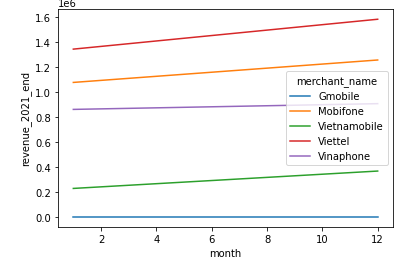 1e6
1.6
1.4
1.2
1.0
0.8
0.6
0.4
0.2
0.0
revenue_2021_end
merchant_name
Gmobile
Mobifone
Vietnamobile
Viettel
Vinaphone
2 4 6 8 10 12
month